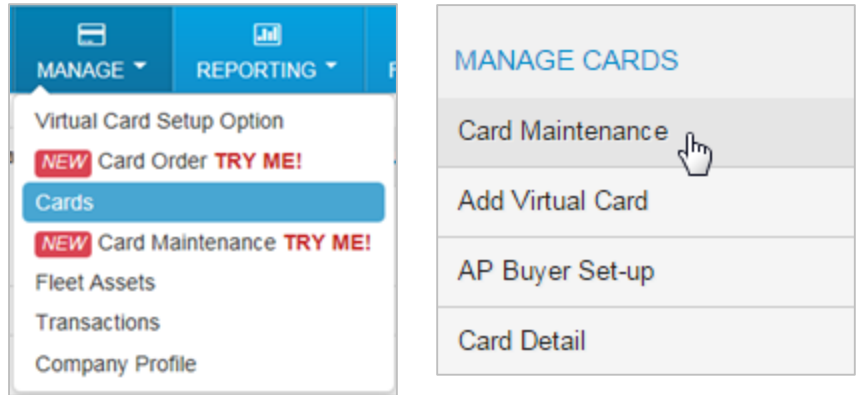 MANAGE
REPORTING
Virtual Card Setup Option
NEW Card Order TRY ME!
Cards
NEW Card Maintenance TRY ME!
Fleet Assets
Transactions
Company Profile
MANAGE CARDS
Card Maintenance
Add Virtual Card
AP Buyer Set-up
Card Detail